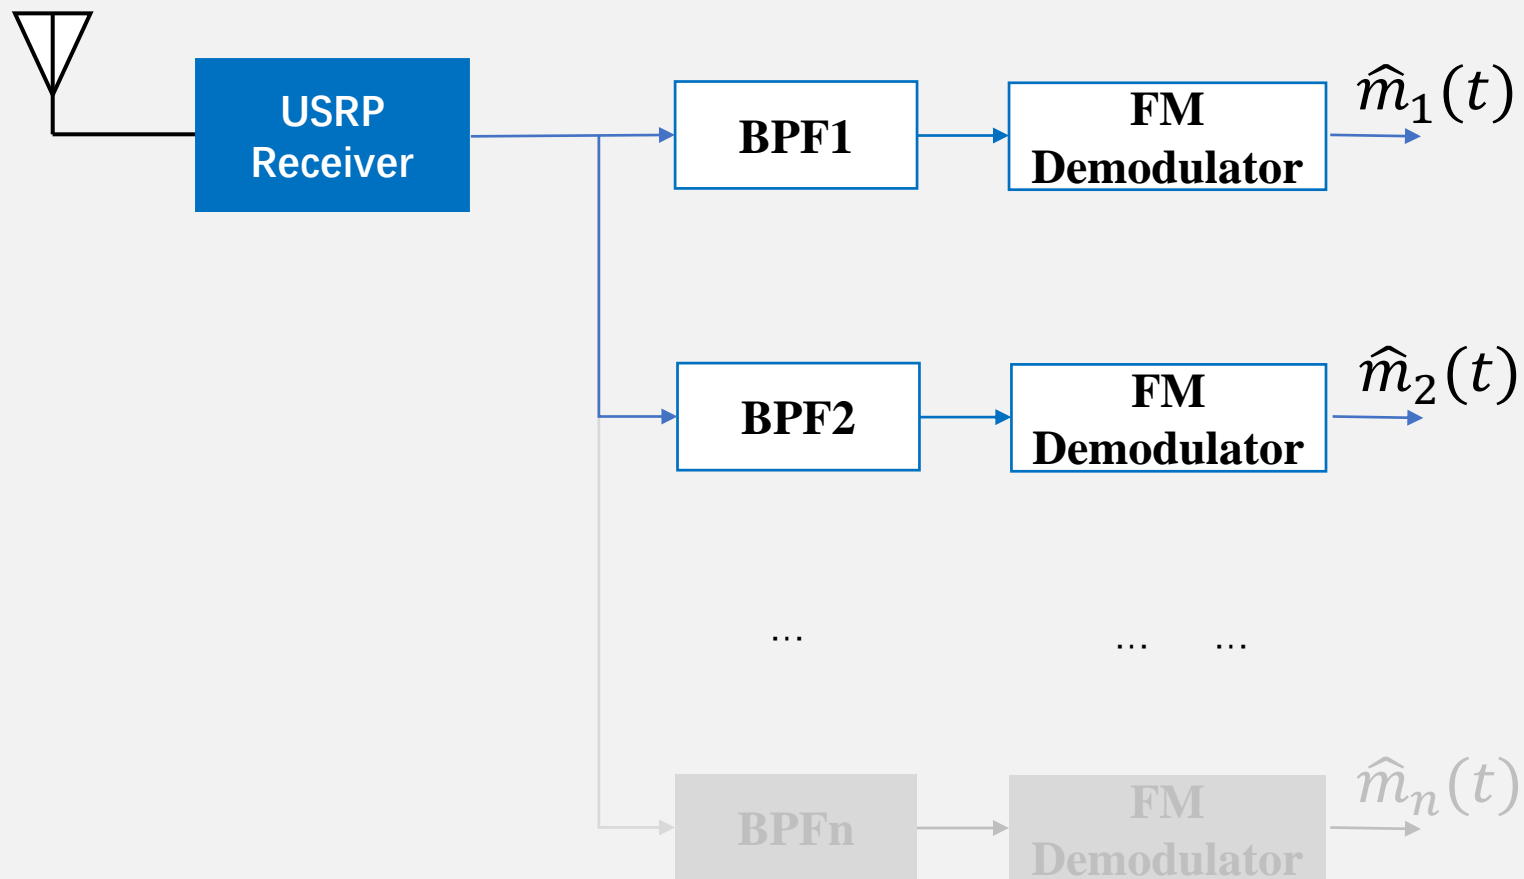 USRP
Receiver
BPF1
FM
Demodulator
m̂₁(t)
BPF2
FM
Demodulator
m̂₂(t)
...
... ...
BPFn
FM
Demodulator
m̂ₙ(t)